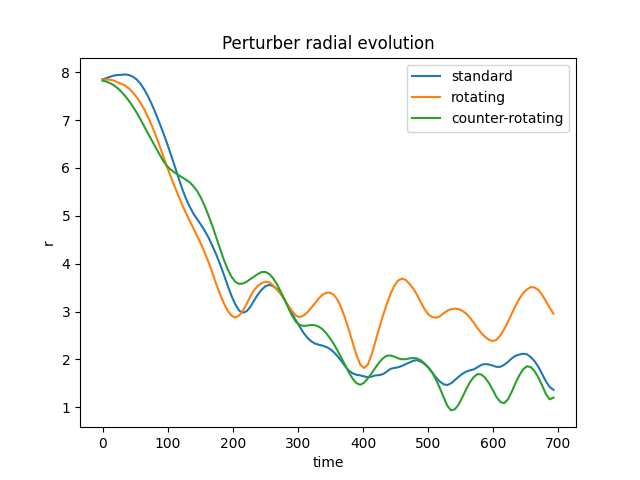 Perturber radial evolution
standard
rotating
counter-rotating
8
7
6
5
4
3
2
1
r
0 100 200 300 400 500 600 700
time